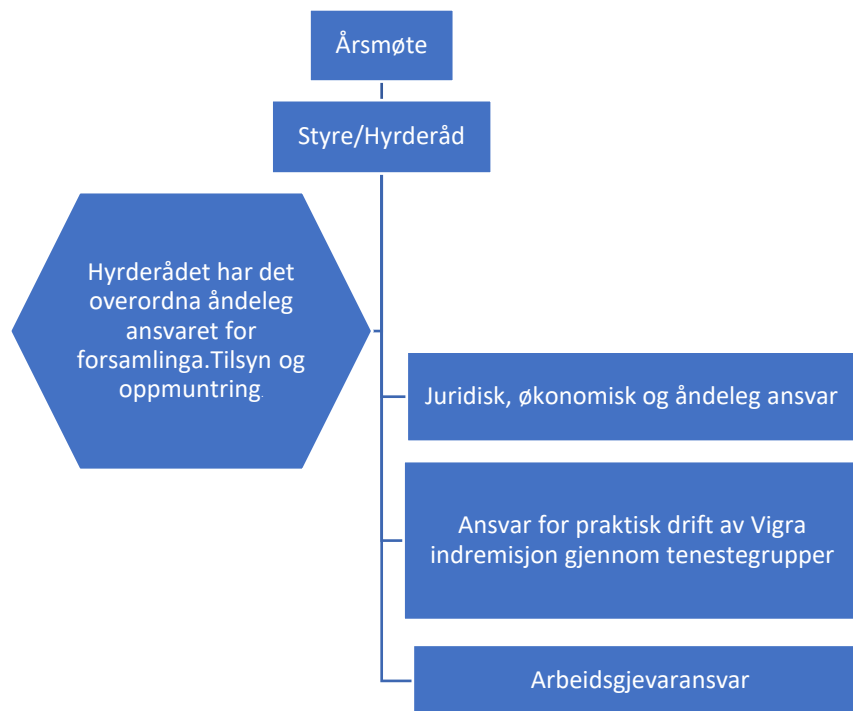 Årsmøte
Styre/Hyrderåd
Hyrderådet har det
overordna åndeleg
ansvaret for
forsamlinga.Tilsyn og
oppmuntring.
Juridisk, økonomisk og åndeleg ansvar
Ansvar for praktisk drift av Vigra
indremisjon gjennom tenestegrupper
Arbeidsgjevaransvar